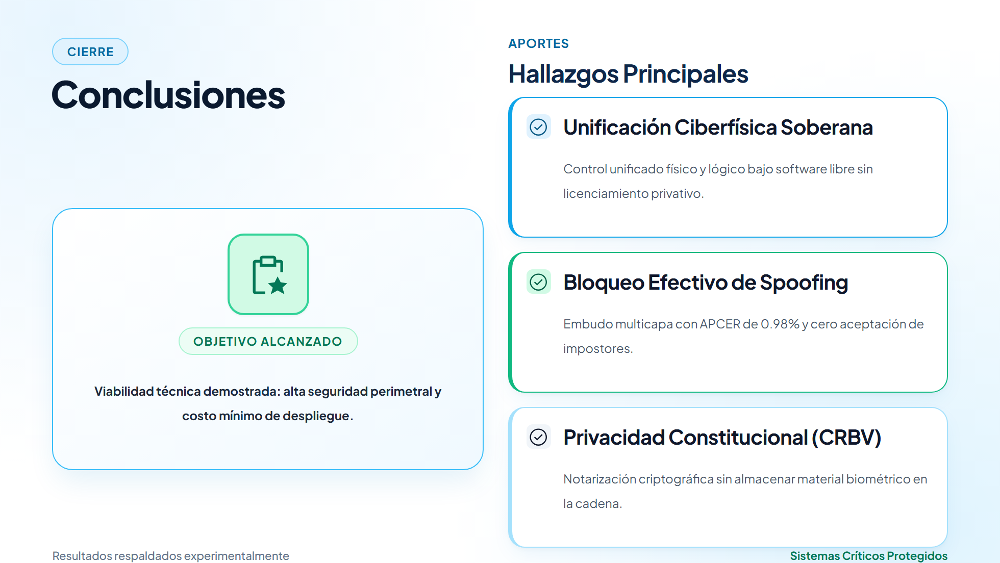 CIERRE
Conclusiones
OBJETIVO ALCANZADO
Viabilidad técnica demostrada: alta seguridad perimetral y
costo mínimo de despliegue.
APORTES
Hallazgos Principales
Unificación Ciberfísica Soberana
Control unificado físico y lógico bajo software libre sin
licenciamiento privativo.
Bloqueo Efectivo de Spoofing
Embudo multicapa con APCER de 0.98% y cero aceptación de
impostores.
Privacidad Constitucional (CRBV)
Notarización criptográfica sin almacenar material biométrico en
la cadena.
Resultados respaldados experimentalmente
Sistemas Críticos Protegidos